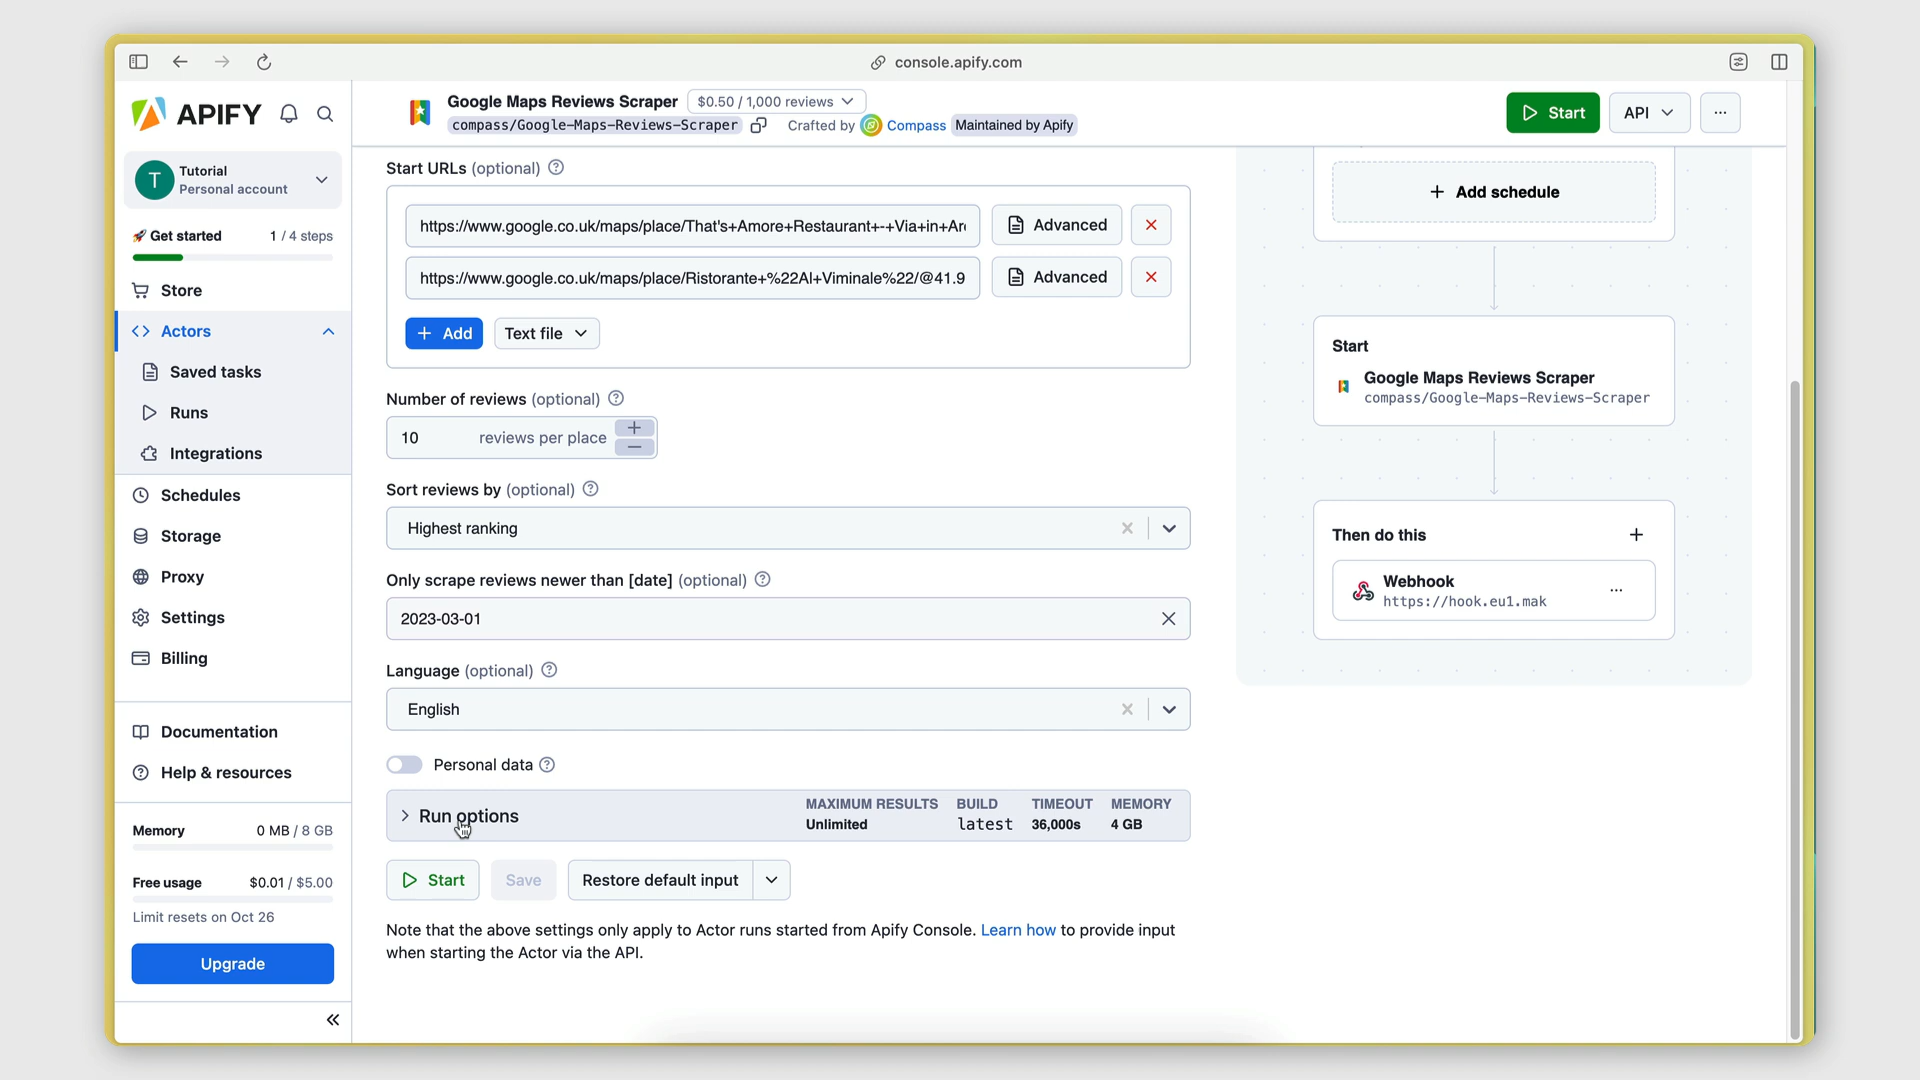 console.apify.com
APIFY
Tutorial
Personal account
Get started 1 / 4 steps
Store
Actors
Saved tasks
Runs
Integrations
Schedules
Storage
Proxy
Settings
Billing
Documentation
Help & resources
Memory 0 MB / 8 GB
Free usage $0.01 / $5.00
Limit resets on Oct 26
Upgrade
Google Maps Reviews Scraper $0.50 / 1,000 reviews
compass/Google-Maps-Reviews-Scraper Crafted by Compass Maintained by Apify
Start API
Start URLs (optional)
https://www.google.co.uk/maps/place/That's+Amore+Restaurant+-+Via+in+Ar Advanced
https://www.google.co.uk/maps/place/Ristorante+%22Al+Viminale%22/@41.9 Advanced
+ Add Text file
Number of reviews (optional)
10 reviews per place
Sort reviews by (optional)
Highest ranking
Only scrape reviews newer than [date] (optional)
2023-03-01
Language (optional)
English
Personal data
Run options
MAXIMUM RESULTS BUILD TIMEOUT MEMORY
Unlimited latest 36,000s 4 GB
Start Save Restore default input
Note that the above settings only apply to Actor runs started from Apify Console. Learn how to provide input
when starting the Actor via the API.
+ Add schedule
Start
Google Maps Reviews Scraper
compass/Google-Maps-Reviews-Scraper
Then do this
Webhook
https://hook.eu1.mak